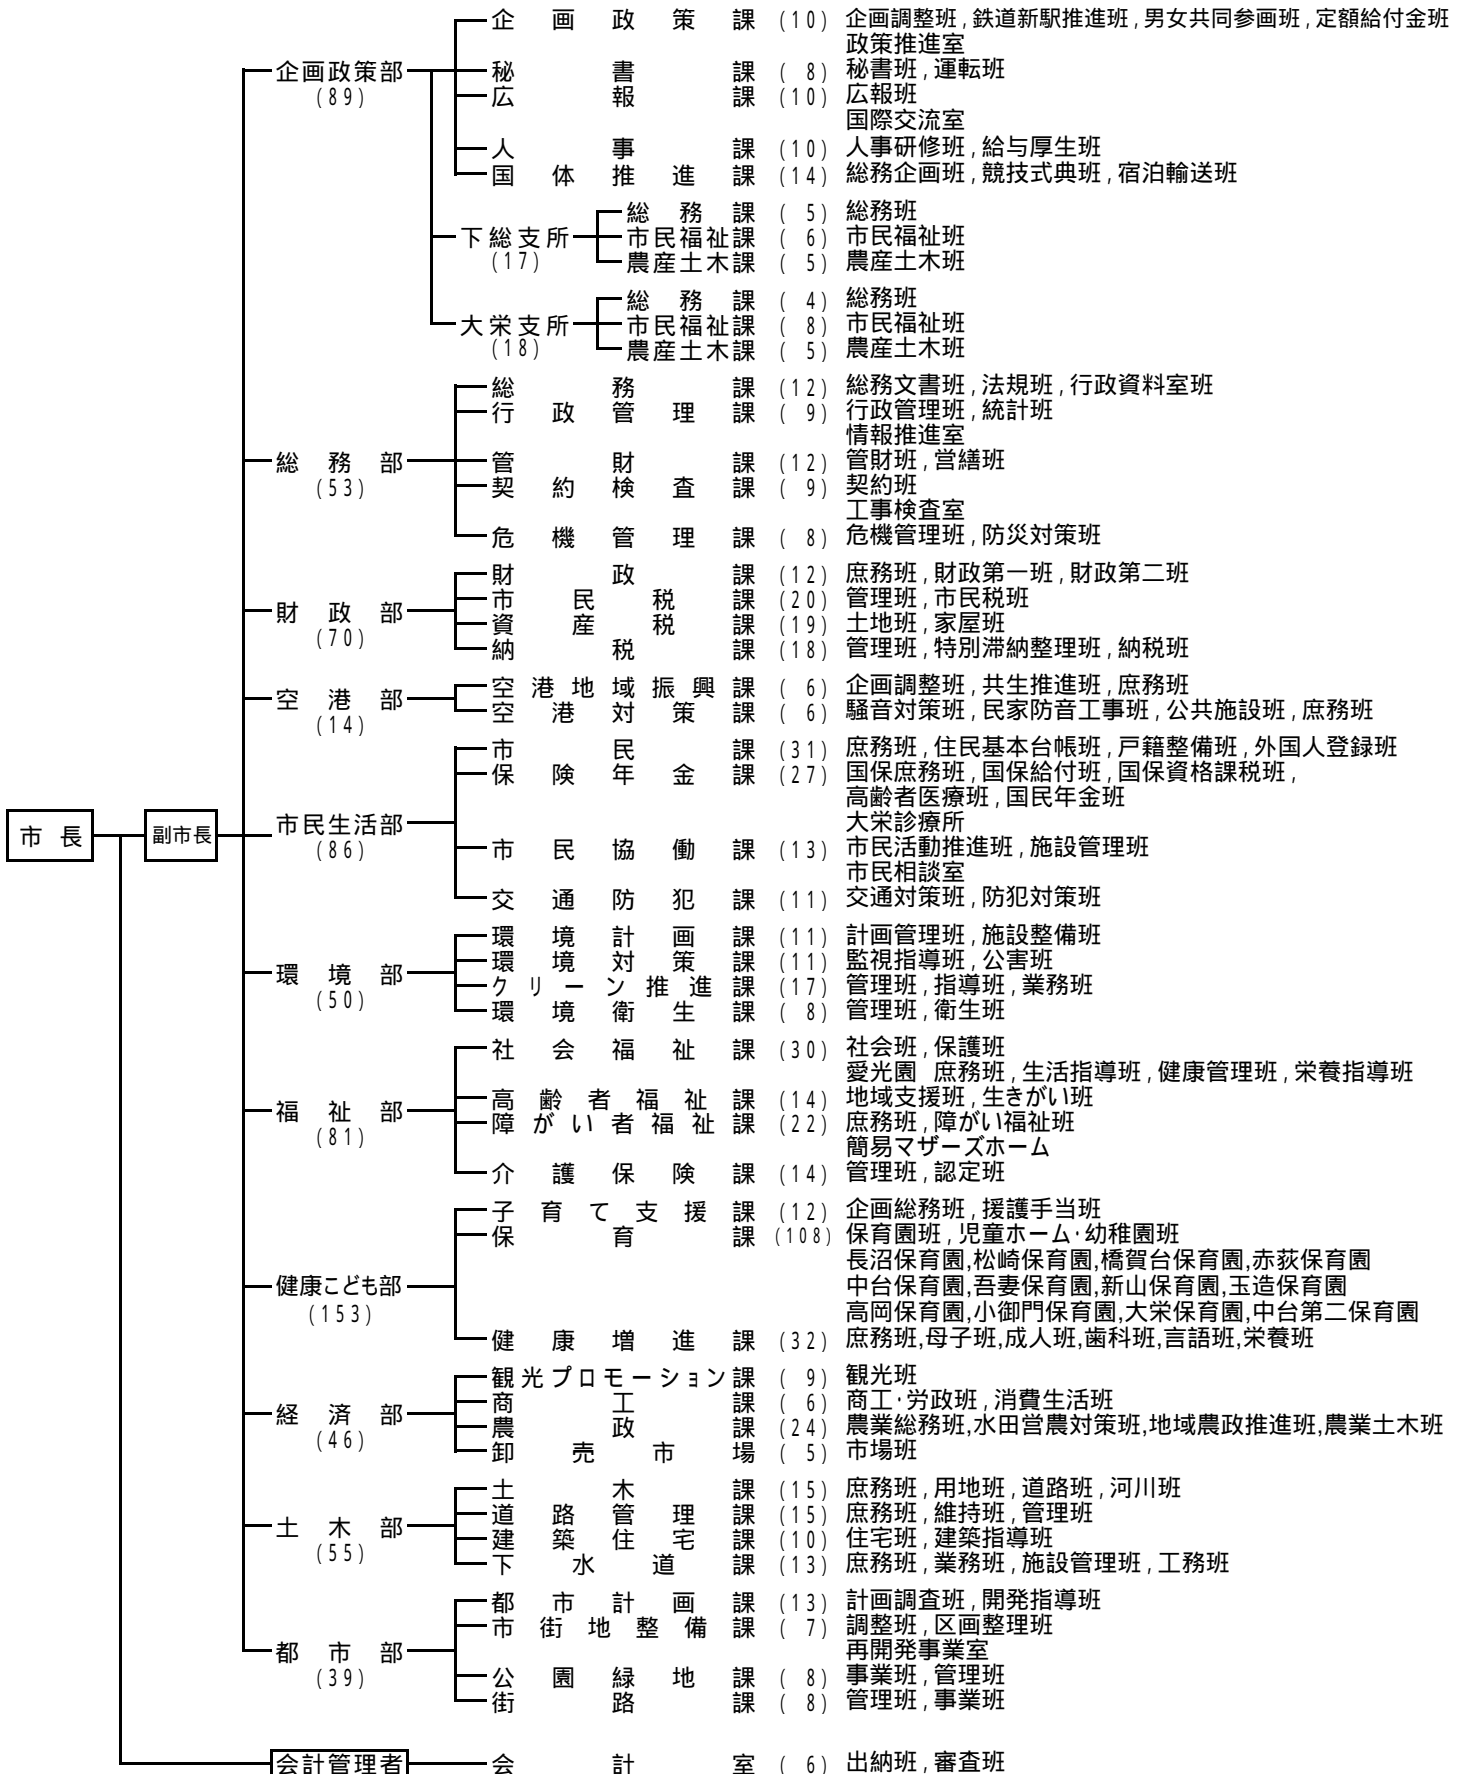 企画政策課 (10) 企画調整班,鉄道新駅推進班,男女共同参画班,定額給付金班
政策推進室
企画政策部 秘書課 ( 8) 秘書班,運転班
(89) 広報課 (10) 広報班
国際交流室
人事課 (10) 人事研修班,給与厚生班
国体推進課 (14) 総務企画班,競技式典班,宿泊輸送班
総務課 ( 5) 総務班
下総支所 市民福祉課 ( 6) 市民福祉班
(17) 農産土木課 ( 5) 農産土木班
総務課 ( 4) 総務班
大栄支所 市民福祉課 ( 8) 市民福祉班
(18) 農産土木課 ( 5) 農産土木班
総務課 (12) 総務文書班,法規班,行政資料室班
行政管理課 ( 9) 行政管理班,統計班
情報推進室
総務部 管財課 (12) 管財班,営繕班
(53) 契約検査課 ( 9) 契約班
工事検査室
危機管理課 ( 8) 危機管理班,防災対策班
財政課 (12) 庶務班,財政第一班,財政第二班
財政部 市民税課 (20) 管理班,市民税班
(70) 資産税課 (19) 土地班,家屋班
納税課 (18) 管理班,特別滞納整理班,納税班
空港部 空港地域振興課 ( 6) 企画調整班,共生推進班,庶務班
(14) 空港対策課 ( 6) 騒音対策班,民家防音工事班,公共施設班,庶務班
市民課 (31) 庶務班,住民基本台帳班,戸籍整備班,外国人登録班
保険年金課 (27) 国保庶務班,国保給付班,国保資格課税班,
高齢者医療班,国民年金班
市長 副市長 市民生活部 大栄診療所
(86) 市民協働課 (13) 市民活動推進班,施設管理班
市民相談室
交通防犯課 (11) 交通対策班,防犯対策班
環境計画課 (11) 計画管理班,施設整備班
環境部 環境対策課 (11) 監視指導班,公害班
(50) クリーン推進課 (17) 管理班,指導班,業務班
環境衛生課 ( 8) 管理班,衛生班
社会福祉課 (30) 社会班,保護班
愛光園 庶務班,生活指導班,健康管理班,栄養指導班
福祉部 高齢者福祉課 (14) 地域支援班,生きがい班
(81) 障がい者福祉課 (22) 庶務班,障がい福祉班
簡易マザーズホーム
介護保険課 (14) 管理班,認定班
子育て支援課 (12) 企画総務班,援護手当班
保育課 (108) 保育園班,児童ホーム・幼稚園班
長沼保育園,松崎保育園,橋賀台保育園,赤荻保育園
健康こども部 中台保育園,吾妻保育園,新山保育園,玉造保育園
(153) 高岡保育園,小御門保育園,大栄保育園,中台第二保育園
健康増進課 (32) 庶務班,母子班,成人班,歯科班,言語班,栄養班
観光プロモーション課 ( 9) 観光班
経済部 商工課 ( 6) 商工・労政班,消費生活班
(46) 農政課 (24) 農業総務班,水田営農対策班,地域農政推進班,農業土木班
卸売市場 ( 5) 市場班
土木課 (15) 庶務班,用地班,道路班,河川班
土木部 道路管理課 (15) 庶務班,維持班,管理班
(55) 建築住宅課 (10) 住宅班,建築指導班
下水道課 (13) 庶務班,業務班,施設管理班,工務班
都市計画課 (13) 計画調査班,開発指導班
市街地整備課 ( 7) 調整班,区画整理班
都市部 再開発事業室
(39) 公園緑地課 ( 8) 事業班,管理班
街路課 ( 8) 管理班,事業班
会計管理者 会計室 ( 6) 出納班,審査班